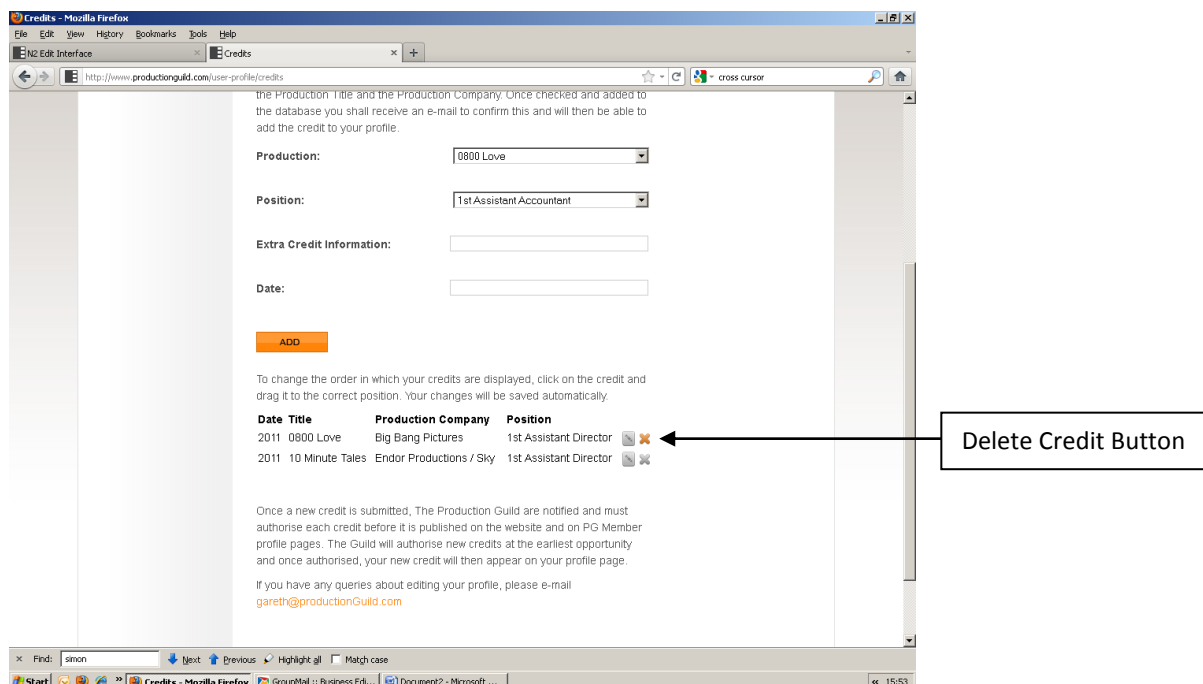 Credits - Mozilla Firefox
File Edit View History Bookmarks Tools Help
N2 Edit Interface × Credits × +
http://www.productionguild.com/user-profile/credits cross cursor
the Production Title and the Production Company. Once checked and added to
the database you shall receive an e-mail to confirm this and will then be able to
add the credit to your profile.
Production: 0800 Love
Position: 1st Assistant Accountant
Extra Credit Information:
Date:
ADD
To change the order in which your credits are displayed, click on the credit and
drag it to the correct position. Your changes will be saved automatically.
Date Title Production Company Position
2011 0800 Love Big Bang Pictures 1st Assistant Director
2011 10 Minute Tales Endor Productions / Sky 1st Assistant Director
Delete Credit Button
Once a new credit is submitted, The Production Guild are notified and must
authorise each credit before it is published on the website and on PG Member
profile pages. The Guild will authorise new credits at the earliest opportunity
and once authorised, your new credit will then appear on your profile page.
If you have any queries about editing your profile, please e-mail
gareth@productionGuild.com
× Find: simon Next Previous Highlight all Match case
Start » Credits - Mozilla Firefox GroupMail :: Business Edi... Document2 - Microsoft ... « 15:53